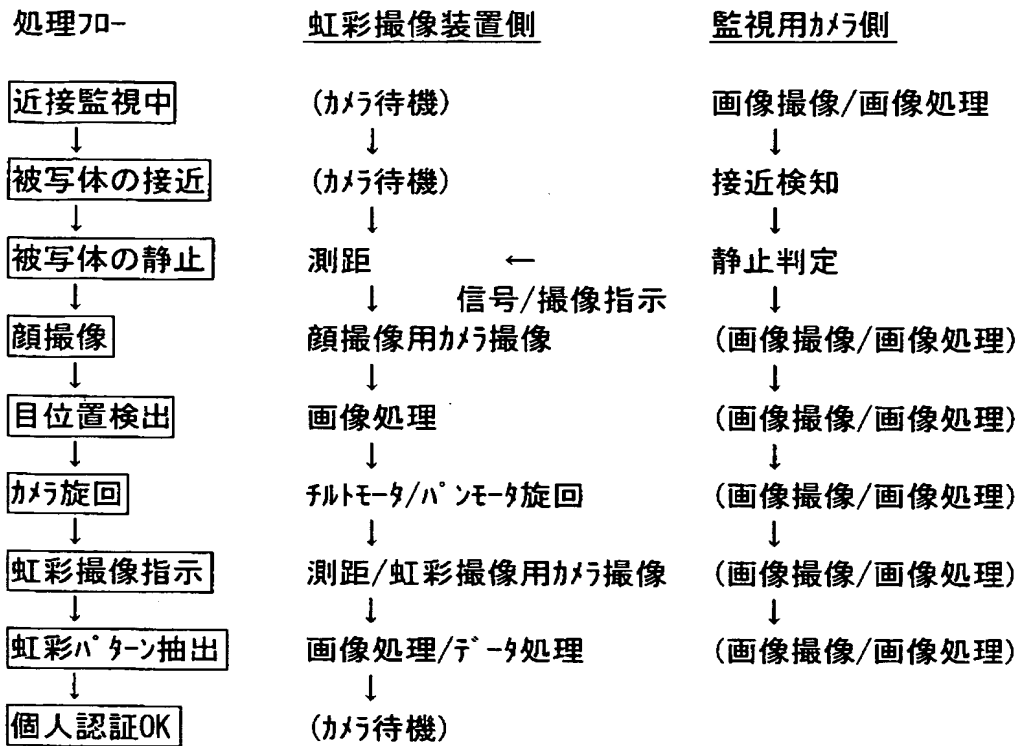 処理フロー 虹彩撮像装置側 監視用カメラ側
近接監視中 (カメラ待機) 画像撮像/画像処理
↓ ↓ ↓
被写体の接近 (カメラ待機) 接近検知
↓ ↓ ↓
被写体の静止 測距 ← 静止判定
↓ ↓ 信号/撮像指示 ↓
顔撮像 顔撮像用カメラ撮像 (画像撮像/画像処理)
↓ ↓ ↓
目位置検出 画像処理 (画像撮像/画像処理)
↓ ↓ ↓
カメラ旋回 チルトモータ/パンモータ旋回 (画像撮像/画像処理)
↓ ↓ ↓
虹彩撮像指示 測距/虹彩撮像用カメラ撮像 (画像撮像/画像処理)
↓ ↓ ↓
虹彩パターン抽出 画像処理/データ処理 (画像撮像/画像処理)
↓ ↓
個人認証OK (カメラ待機)